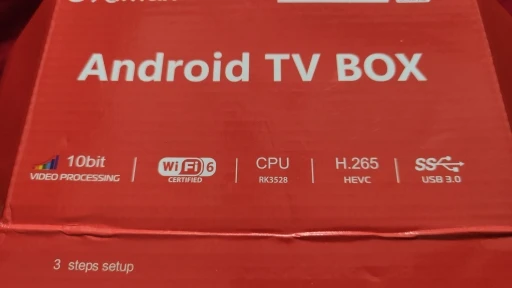 Android TV BOX
10bit
VIDEO PROCESSING
WiFi 6
CERTIFIED
CPU
RK3528
H.265
HEVC
SS
USB 3.0
3 steps setup